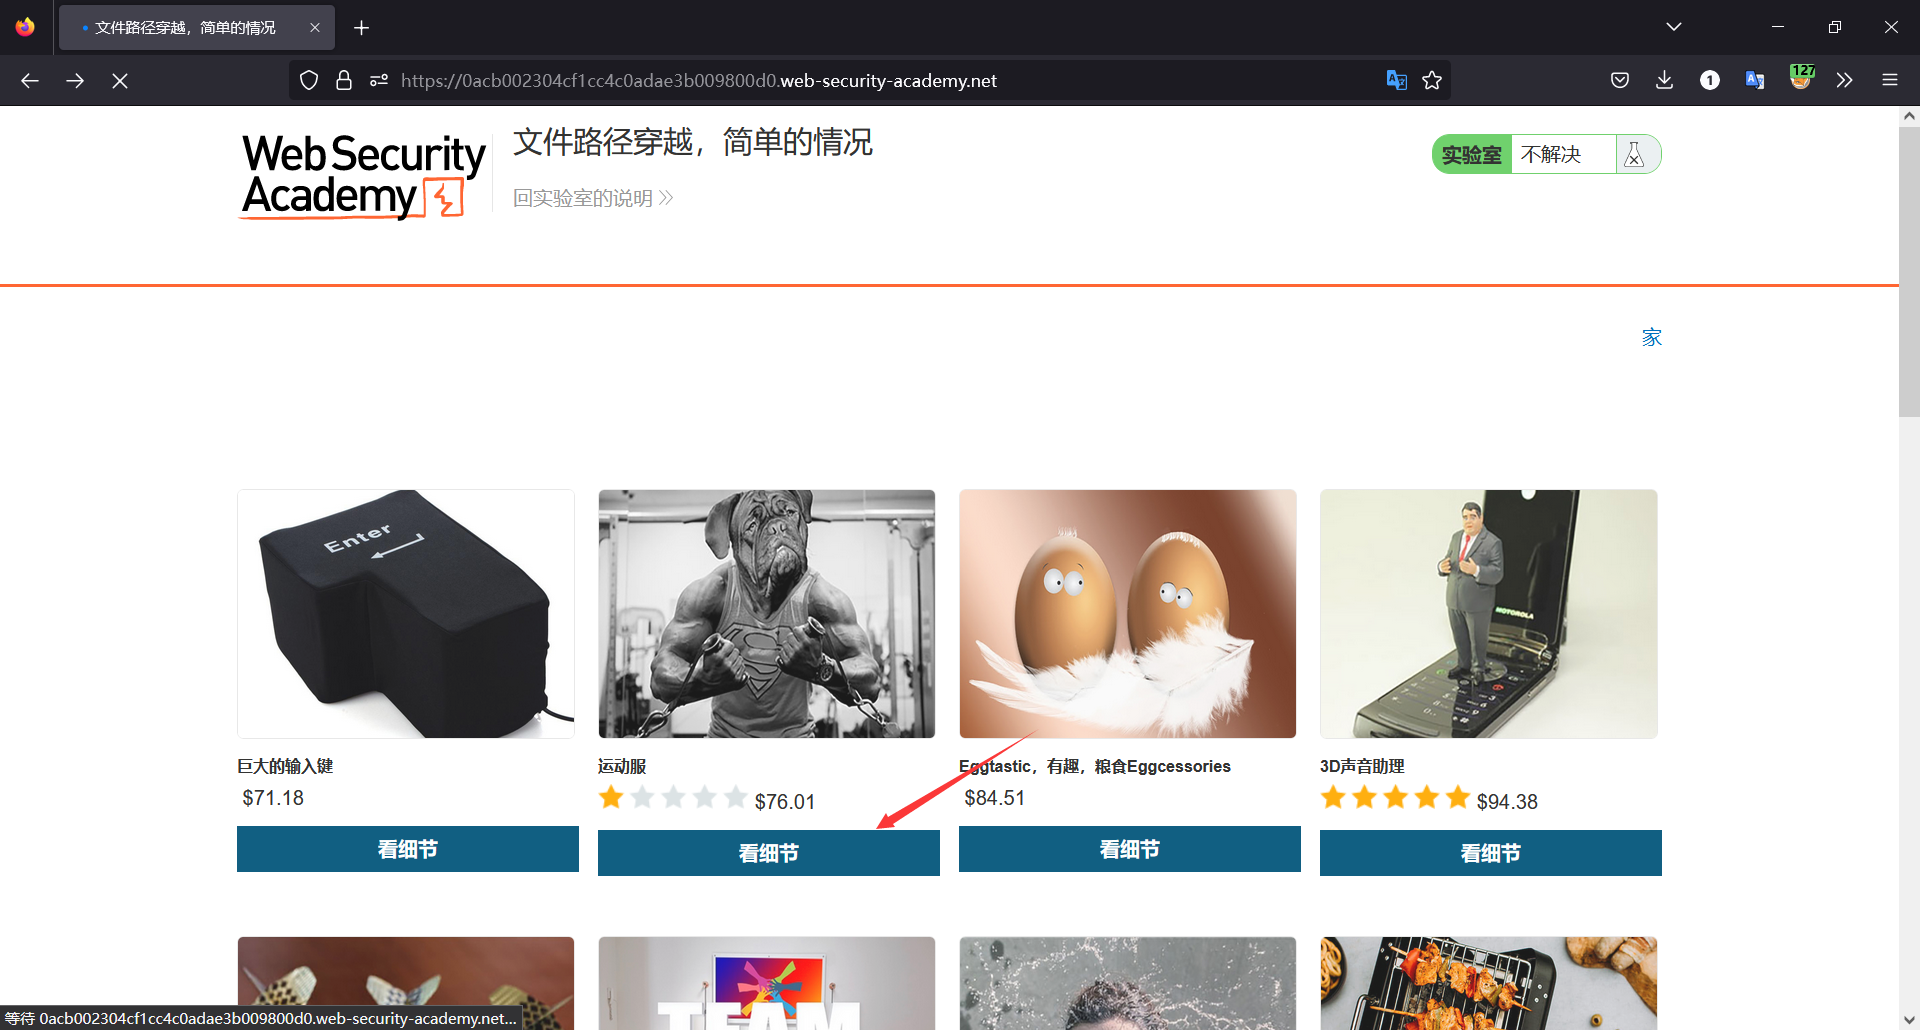 文件路径穿越，简单的情况
https://0acb002304cf1cc4c0adae3b009800d0.web-security-academy.net
1
127
Web Security
Academy
文件路径穿越，简单的情况
回实验室的说明
实验室 不解决
家
Enter
MOTOROLA
巨大的输入键
$71.18
看细节
运动服
$76.01
看细节
Eggtastic，有趣，粮食Eggcessories
$84.51
看细节
3D声音助理
$94.38
看细节
TEAM
等待 0acb002304cf1cc4c0adae3b009800d0.web-security-academy.net...